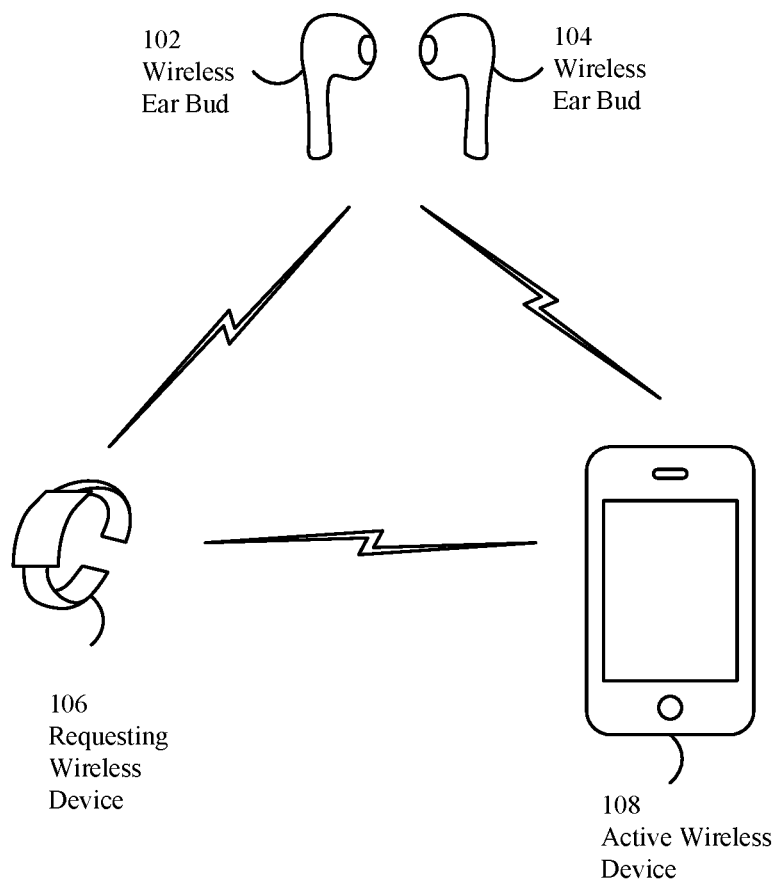 102
Wireless
Ear Bud
104
Wireless
Ear Bud
106
Requesting
Wireless
Device
108
Active Wireless
Device